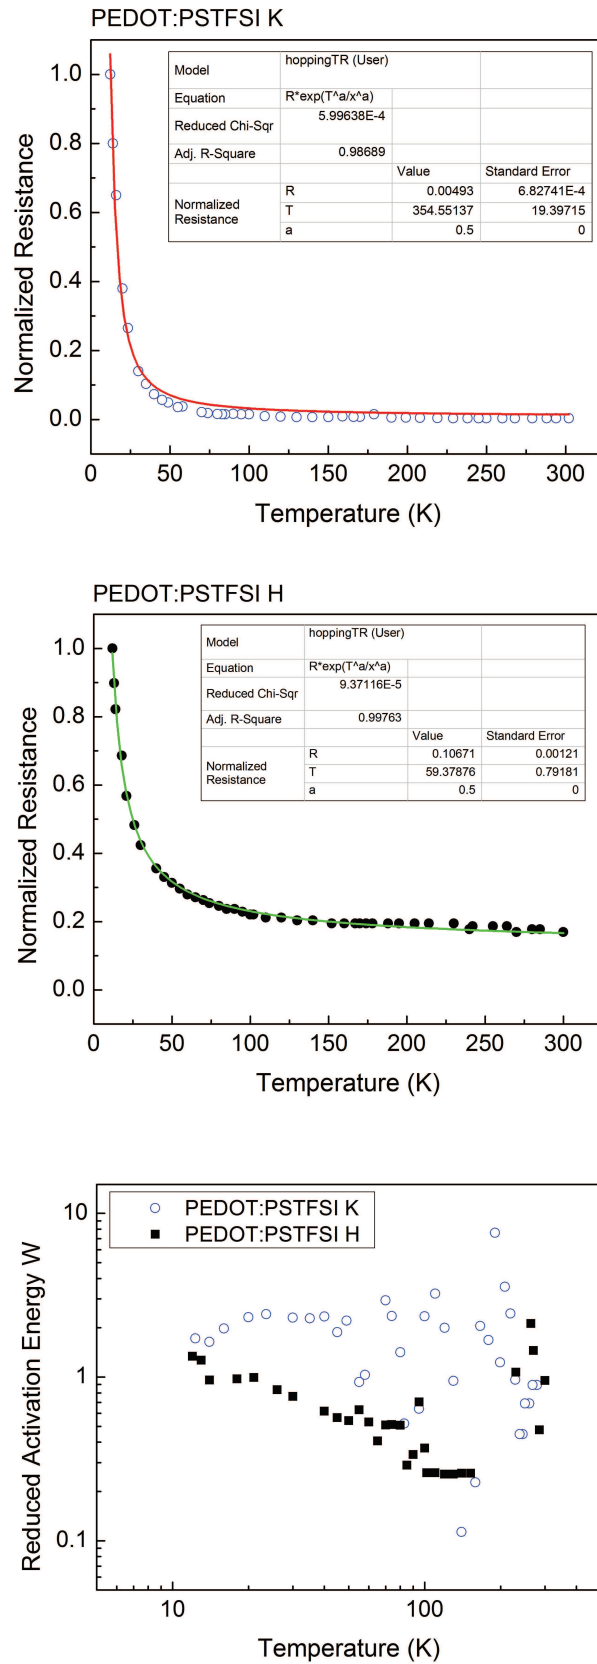 PEDOT:PSTFSI K
Model hoppingTR (User)
Equation R*exp(T^a/x^a)
Reduced Chi-Sqr 5.99638E-4
Adj. R-Square 0.98689
Value Standard Error
Normalized Resistance R 0.00493 6.82741E-4
T 354.55137 19.39715
a 0.5 0
Normalized Resistance
1.0
0.8
0.6
0.4
0.2
0.0
0 50 100 150 200 250 300
Temperature (K)
PEDOT:PSTFSI H
Model hoppingTR (User)
Equation R*exp(T^a/x^a)
Reduced Chi-Sqr 9.37116E-5
Adj. R-Square 0.99763
Value Standard Error
Normalized Resistance R 0.10671 0.00121
T 59.37876 0.79181
a 0.5 0
Normalized Resistance
1.0
0.8
0.6
0.4
0.2
0.0
0 50 100 150 200 250 300
Temperature (K)
PEDOT:PSTFSI K
PEDOT:PSTFSI H
Reduced Activation Energy W
10
1
0.1
10 100
Temperature (K)